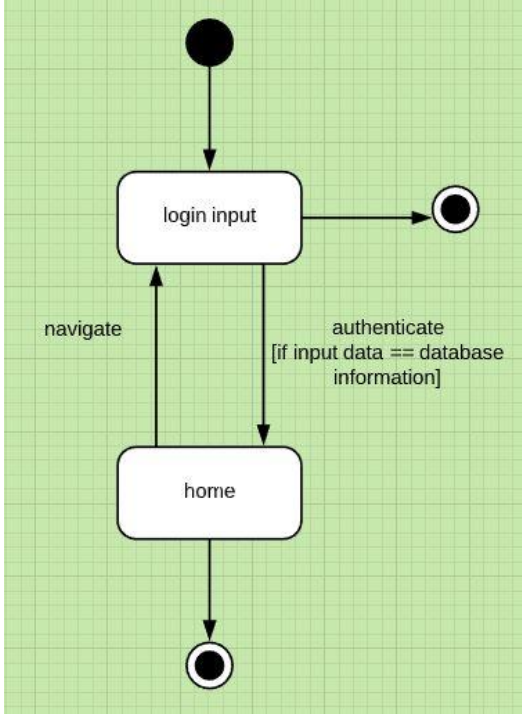 login input
navigate
authenticate
[if input data == database
information]
home